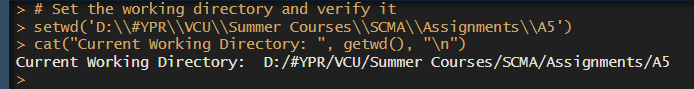 > # Set the working directory and verify it
> setwd('D:\\#YPR\\VCU\\Summer Courses\\SCMA\\Assignments\\A5')
> cat("Current Working Directory: ", getwd(), "\n")
Current Working Directory:  D:/#YPR/VCU/Summer Courses/SCMA/Assignments/A5
>